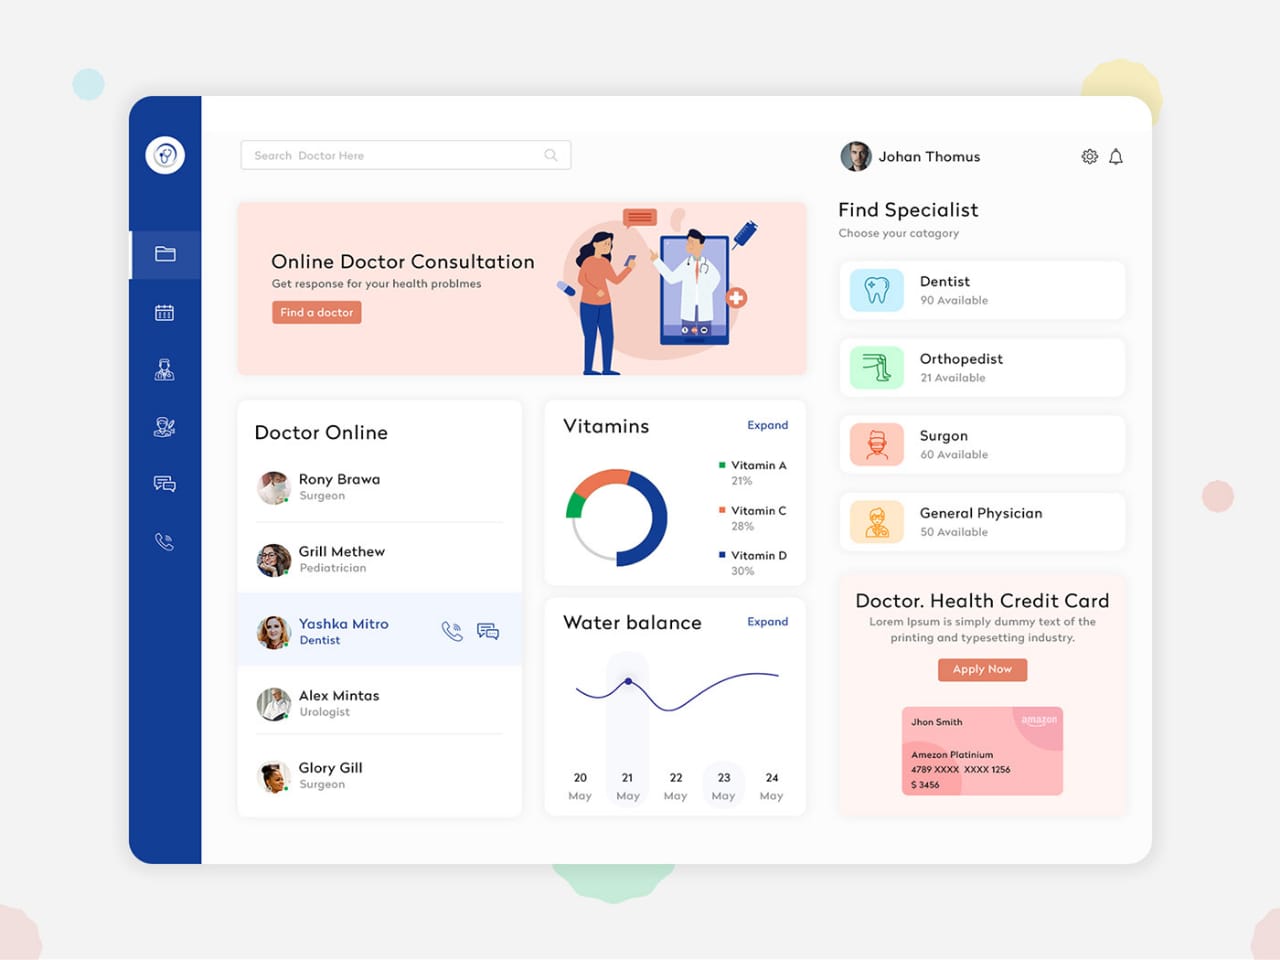 Search Doctor Here
Johan Thomus
Online Doctor Consultation
Get response for your health problmes
Find a doctor
Find Specialist
Choose your catagory
Dentist
90 Available
Orthopedist
21 Available
Surgon
60 Available
General Physician
50 Available
Doctor Online
Rony Brawa
Surgeon
Grill Methew
Pediatrician
Yashka Mitro
Dentist
Alex Mintas
Urologist
Glory Gill
Surgeon
Vitamins
Expand
Vitamin A
21%
Vitamin C
28%
Vitamin D
30%
Water balance
Expand
20 21 22 23 24
May May May May May
Doctor. Health Credit Card
Lorem Ipsum is simply dummy text of the
printing and typesetting industry.
Apply Now
Jhon Smith
amazon
Amezon Platinium
4789 XXXX XXXX 1256
$ 3456